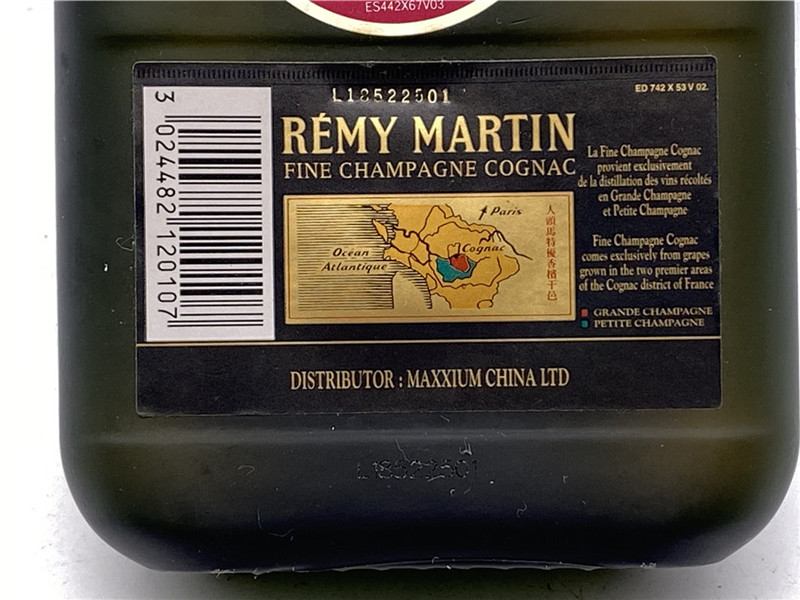 ES442X67V03
L18522501
ED 742 X 53 V 02.
3 024482 120107
RÉMY MARTIN
FINE CHAMPAGNE COGNAC
Paris
Océan
Atlantique
Cognac
人頭馬特優香檳干邑
La Fine Champagne Cognac
provient exclusivement
de la distillation des vins récoltés
en Grande Champagne
et Petite Champagne
Fine Champagne Cognac
comes exclusively from grapes
grown in the two premier areas
of the Cognac district of France
GRANDE CHAMPAGNE
PETITE CHAMPAGNE
DISTRIBUTOR : MAXXIUM CHINA LTD
L18522501